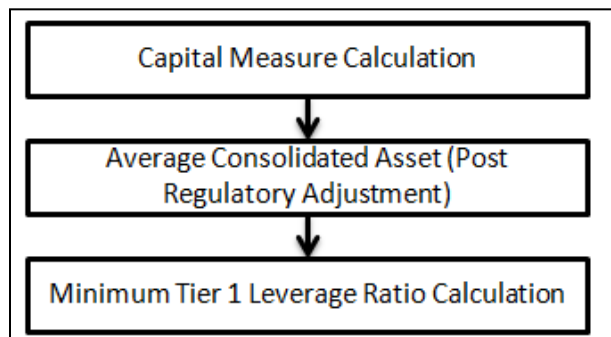 Capital Measure Calculation
Average Consolidated Asset (Post
Regulatory Adjustment)
Minimum Tier 1 Leverage Ratio Calculation